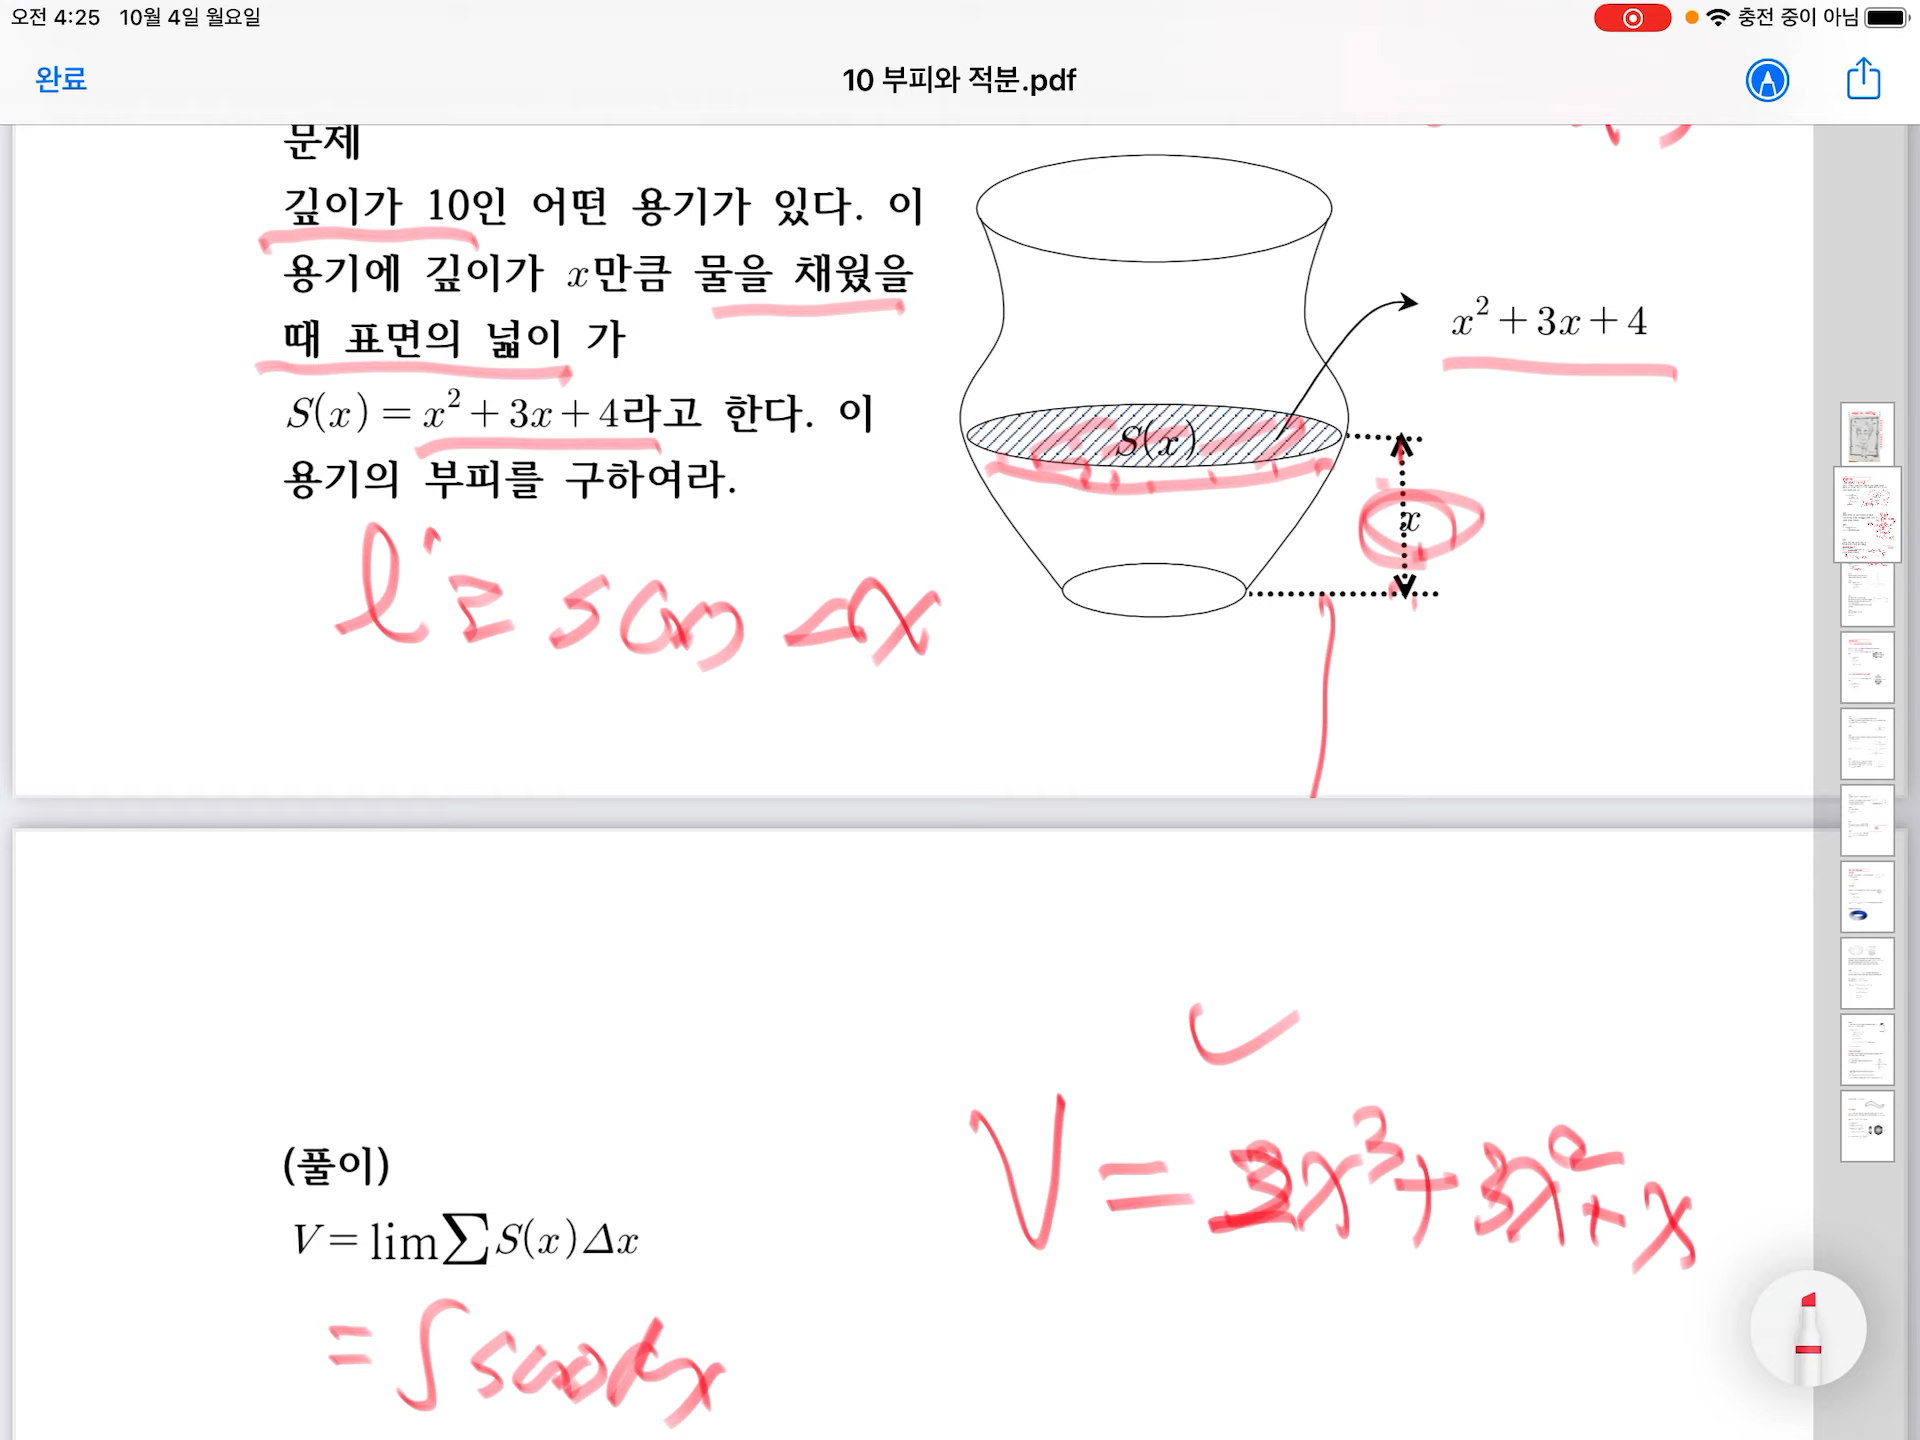 오전 4:25 10월 4일 월요일 충전 중이 아님
완료 10 부피와 적분.pdf
문제
깊이가 10인 어떤 용기가 있다. 이
용기에 깊이가 x만큼 물을 채웠을
때 표면의 넓이 가
S(x) = x² + 3x + 4라고 한다. 이
용기의 부피를 구하여라.
x² + 3x + 4
S(x)
x
Σ S(x) Δx
(풀이)
V = lim∑S(x)Δx
= ∫ S(x) dx